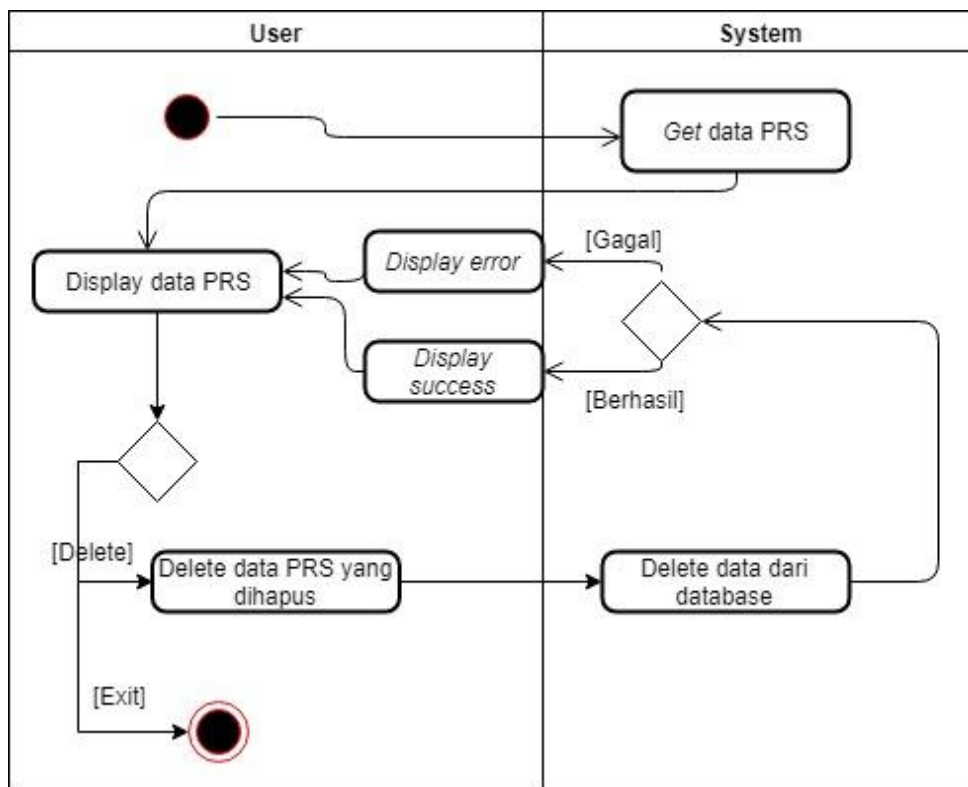 User
System
Get data PRS
[Gagal]
Display error
Display data PRS
Display
success
[Berhasil]
[Delete]
Delete data PRS yang
dihapus
Delete data dari
database
[Exit]